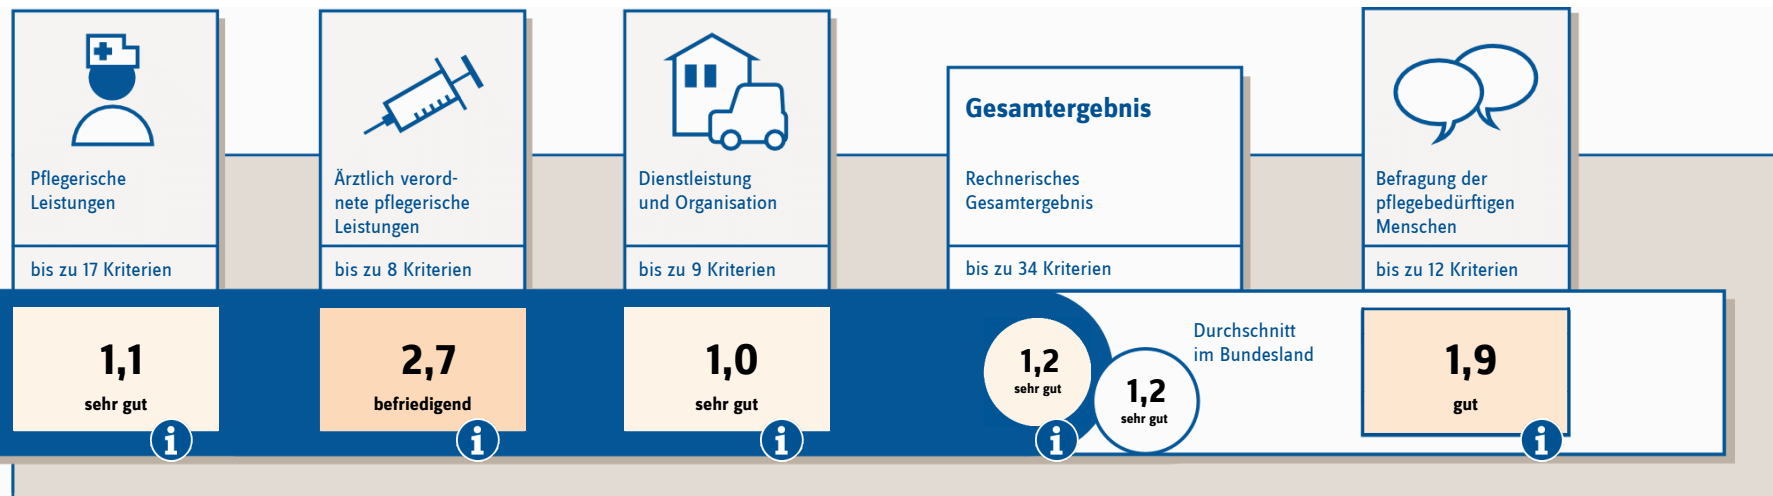 Pflegerische
Leistungen
bis zu 17 Kriterien
1,1
sehr gut
i
Ärztlich verord-
nete pflegerische
Leistungen
bis zu 8 Kriterien
2,7
befriedigend
i
Dienstleistung
und Organisation
bis zu 9 Kriterien
1,0
sehr gut
i
Gesamtergebnis
Rechnerisches
Gesamtergebnis
bis zu 34 Kriterien
1,2
sehr gut
i
1,2
sehr gut
Durchschnitt
im Bundesland
Befragung der
pflegebedürftigen
Menschen
bis zu 12 Kriterien
1,9
gut
i